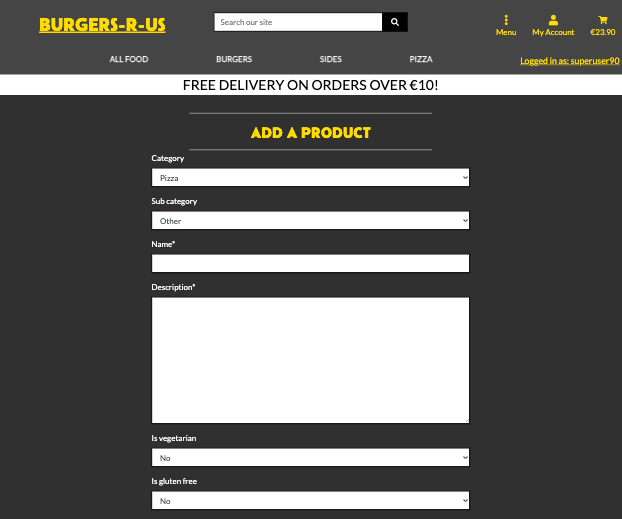 BURGERS-R-US
Search our site
Menu
My Account
€23.90
ALL FOOD
BURGERS
SIDES
PIZZA
Logged in as: superuser90
FREE DELIVERY ON ORDERS OVER €10!
ADD A PRODUCT
Category
Pizza
Sub category
Other
Name*
Description*
Is vegetarian
No
Is gluten free
No